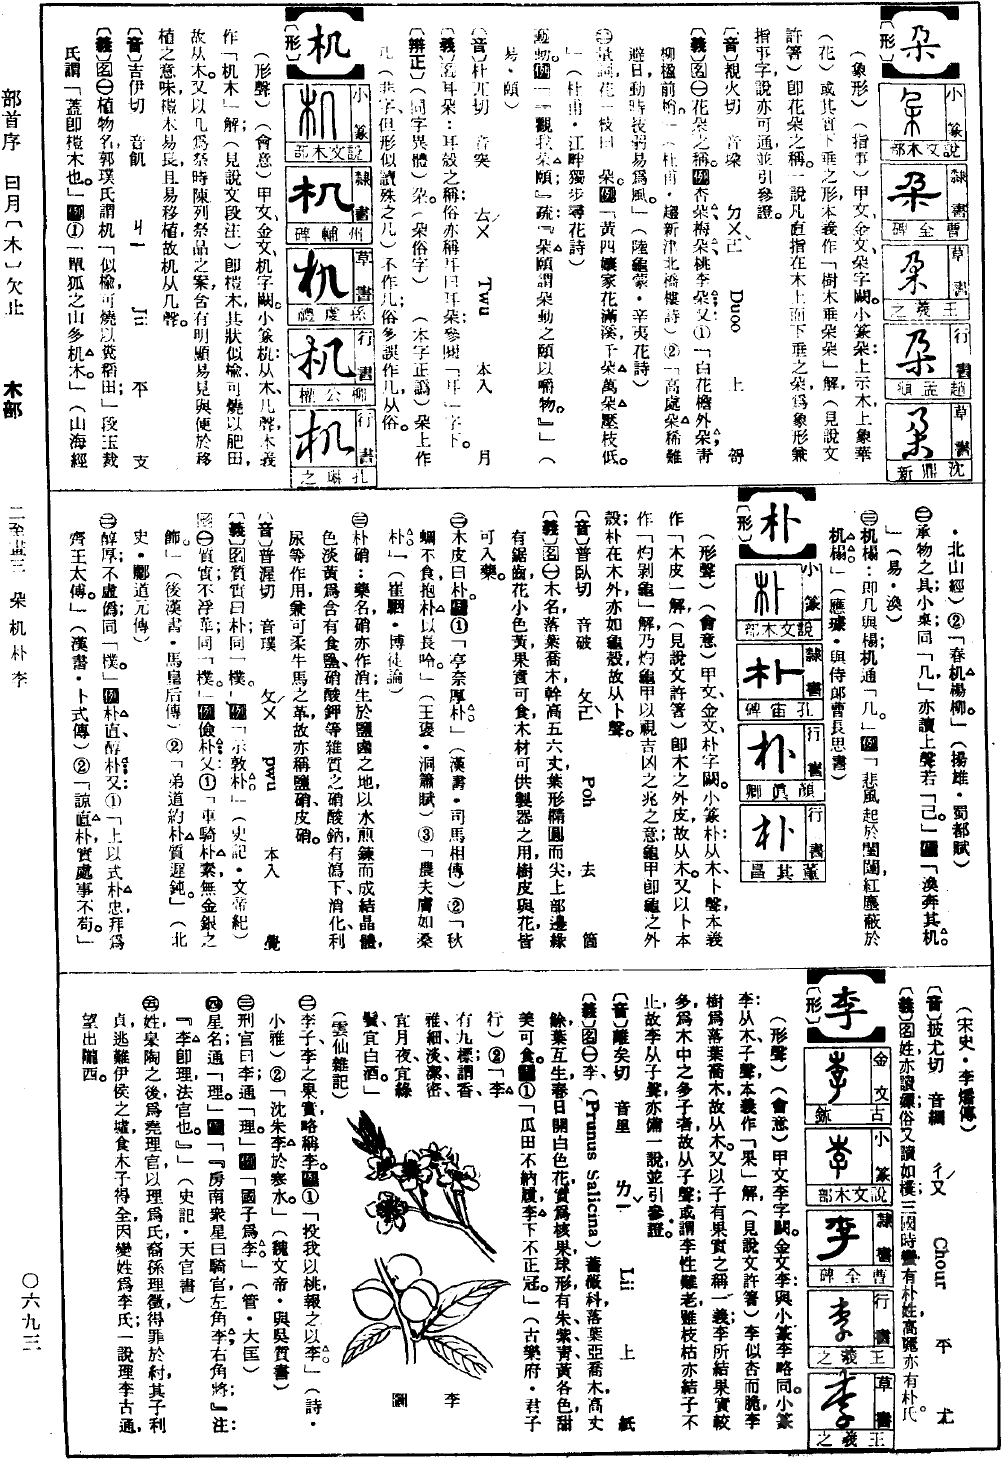 部首序 日月〔木〕欠止 木部 二至畫三 朵机朴李 〇六九三
朵
〔形〕
小篆 說文木部
隸書 曹全碑
草書 王羲之
行書 趙孟頫
草書 沈鼎新
（象形）（指事）甲文、金文、朵字闕。小篆朵：上示木上象華
（花）或其實下垂之形，本義作「樹木垂朵朵」解，（見說文
許箸）卽花朵之稱。一說凡直指在木上而下垂之朵，爲象形兼
指事字，說亦可通，並引參證。
〔音〕覩火切 音埵 ㄉㄨㄛˇ Duoo 上 哿
〔義〕名㊀花朵之稱。例杏朵、梅朵、桃李朵；又①「白花檐外朵，青
柳檻前梢。」（杜甫・趨新津北橋樓詩）②「高處朵稀難
避日，動時枝弱易爲風。」（陸龜蒙・辛夷花詩）
㊁量詞，花一枝曰一朵。例「黃四孃家花滿溪，千朵萬朵壓枝低。
」（杜甫・江畔獨步尋花詩）
動動。例「『觀我朵頤』疏：『朵頤謂朵動之頤以嚼物。』」（
易・頤）
〔音〕杜兀切 音突 ㄊㄨˊ Twu 本入 月
〔義〕名耳朵：耳殼之稱；俗亦稱耳曰耳朵，參閱「耳」字下。
〔辨正〕（同字異體）朶。（朵俗字） （本字正譌）朵上作
几（非字，但形似讀殊之几）不作几；俗多誤作几，从俗。
机
〔形〕
小篆 說文木部
隸書 州輔碑
草書 孫虔禮
行書 柳公權
行書 孔琳之
（形聲）（會意）甲文、金文、机字闕。小篆机：从木、几聲，本義
作「机木」解；（見說文段注）卽榿木，其狀似榆，可燒以肥田，
故从木。又以几爲祭時陳列祭品之案，含有明顯易見與便於移
植之意味，榿木易長且易移植，故机从几聲。
〔音〕吉伊切 音飢 ㄐㄧ Ji 平 支
〔義〕名㊀植物名，郭璞氏謂机「似榆，可燒以糞稻田；」段玉裁
氏謂「蓋卽榿木也。」例①「單狐之山多机木。」（山海經
・北山經）②「春机楊柳。」（揚雄・蜀都賦）
㊁承物之具，小桌，同「几，」亦讀上聲若「己。」例「渙奔其机。
」（易・渙）
㊂机榻：卽几與榻，机通「几。」例「悲風起於閨闥，紅塵蔽於
机榻。」（應璩・與侍郎曹長思書）
朴
〔形〕
小篆 說文木部
隸書 孔宙碑
行書 顏眞卿
行書 董其昌
（形聲）（會意）甲文、金文、朴字闕。小篆朴：从木、卜聲，本義
作「木皮」解，（見說文許箸）卽木之外皮，故从木。又以卜本
作「灼剝龜」解，乃灼龜甲以視吉凶之兆之意，龜甲卽龜之外
殼；朴在木外，亦如龜殼，故从卜聲。
〔音〕普臥切 音破 ㄆㄛˋ Poh 去 箇
〔義〕名㊀木名，落葉喬木，幹高五六丈，葉形橢圓而尖，上部邊緣
有鋸齒，花小，色黃，果實可食，木材可供製器之用，樹皮與花皆
可入藥。
㊁木皮曰朴。例①「亭奈厚朴。」（漢書・司馬相傳）②「秋
蜩不食，抱朴以長吟。」（王襃・洞簫賦）③「農夫膚如桑
朴。」（崔駰・博徒論）
㊂朴硝：藥名，硝亦作消，生於鹽鹵之地，以水煎鍊而成結晶體，
色淡黃，爲含有食鹽、硝酸鉀等雜質之硝酸鈉，有瀉下、消化、利
尿等作用，兼可柔牛馬之革，故亦稱鹽硝、皮硝。
〔音〕普渥切 音璞 ㄆㄨˊ pwu 本入 覺
〔義〕名質實曰朴，同「樸。」例「示敦朴。」（史記・文帝紀）
形㊀質實，不浮華，同「樸。」例儉朴；又①「車騎朴素，無金銀之
飾。」（後漢書・馬皇后傳）②「弟道約，朴質遲鈍。」（北
史・酈道元傳）
㊁醇厚，不虛僞，同「樸。」例朴直、醇朴；又①「上以式朴忠，拜爲
齊王太傅。」（漢書・卜式傳）②「諒直朴實，處事不苟。」
（宋史・李燔傳）
〔音〕披尤切 音綢 ㄔㄡˊ Chour 平 尤
〔義〕名姓，亦讀飄，俗又讀如樸；三國時蠻有朴姓，高麗亦有朴氏。
李
〔形〕
金文 古鉥
小篆 說文木部
隸書 曹全碑
行書 王羲之
草書 王羲之
（形聲）（會意）甲文李字闕。金文李：與小篆李略同。小篆
李：从木、子聲，本義作「果」解，（見說文許箸）李似杏而脆，李
樹爲落葉喬木，故从木。又以子有果實之稱一義，李所結果實較
多，爲木中之多子者，故从子聲；或謂李性難老，雖枝枯，亦結子不
止，故李从子聲，亦備一說，並引參證。
〔音〕離矣切 音里 ㄌㄧˇ Lii 上 紙
〔義〕名㊀李（Prunus Salicina）薔薇科，落葉亞喬木，高丈
餘，葉互生，春日開白色花，實爲核果，球形，有朱、紫、青、黃各色，甜
美可食。例①「瓜田不納履，李下不正冠。」（古樂府・君子
行）②「李
有九標，謂香、
雅、細、淡、潔、密、
宜月夜、宜綠
鬢、宜白酒。」
（雲仙雜記）
李
圖
㊁李子，李之果實，略稱李。例①「投我以桃，報之以李。」（詩・
小雅）②「沈朱李於寒水。」（魏文帝・與吳質書）
㊂刑官曰李，通「理。」例「國子爲李。」（管・大匡）
㊃星名，通「理。」例「『房南衆星曰騎官，左角李；右角將』注：
『李卽理，法官也。』」（史記・天官書）
㊄姓，皋陶之後，爲堯理官，以理爲氏，裔孫理徵得罪於紂，其子利
貞，逃難伊侯之墟，食木子得全，因變姓爲李氏；一說理李古通，
望出隴西。